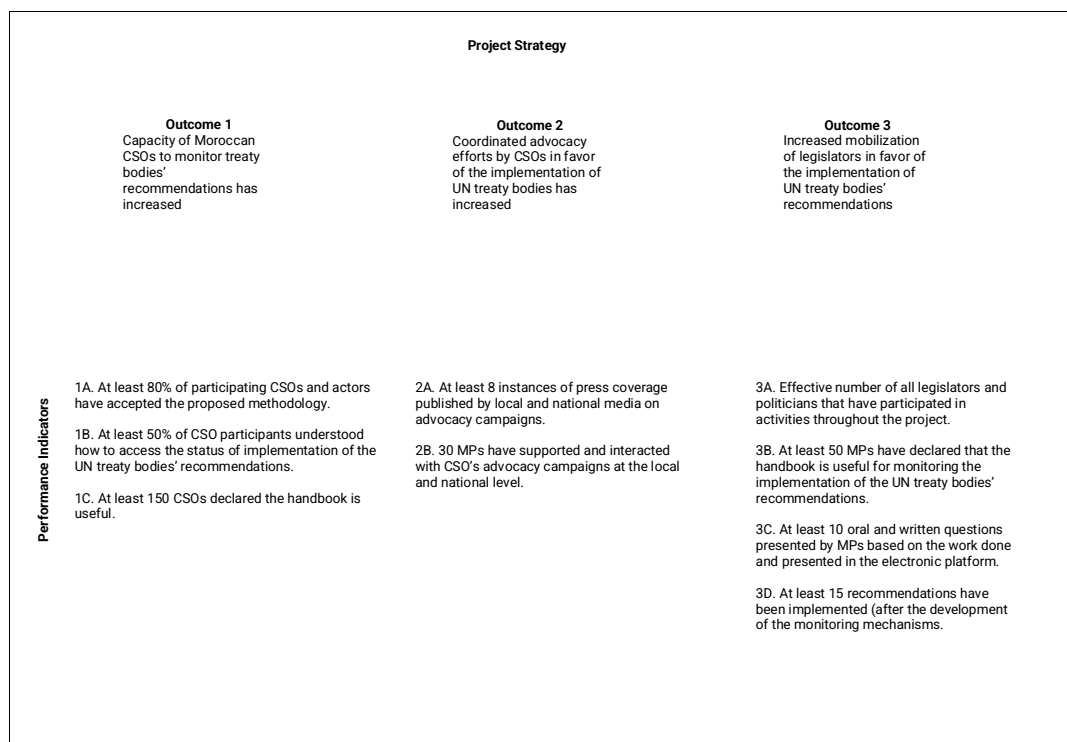 Project Strategy
Outcome 1
Capacity of Moroccan
CSOs to monitor treaty
bodies’
recommendations has
increased
Outcome 2
Coordinated advocacy
efforts by CSOs in favor
of the implementation of
UN treaty bodies has
increased
Outcome 3
Increased mobilization
of legislators in favor of
the implementation of
UN treaty bodies’
recommendations
Performance Indicators
1A. At least 80% of participating CSOs and actors
have accepted the proposed methodology.
1B. At least 50% of CSO participants understood
how to access the status of implementation of the
UN treaty bodies’ recommendations.
1C. At least 150 CSOs declared the handbook is
useful.
2A. At least 8 instances of press coverage
published by local and national media on
advocacy campaigns.
2B. 30 MPs have supported and interacted
with CSO’s advocacy campaigns at the local
and national level.
3A. Effective number of all legislators and
politicians that have participated in
activities throughout the project.
3B. At least 50 MPs have declared that the
handbook is useful for monitoring the
implementation of the UN treaty bodies’
recommendations.
3C. At least 10 oral and written questions
presented by MPs based on the work done
and presented in the electronic platform.
3D. At least 15 recommendations have
been implemented (after the development
of the monitoring mechanisms.